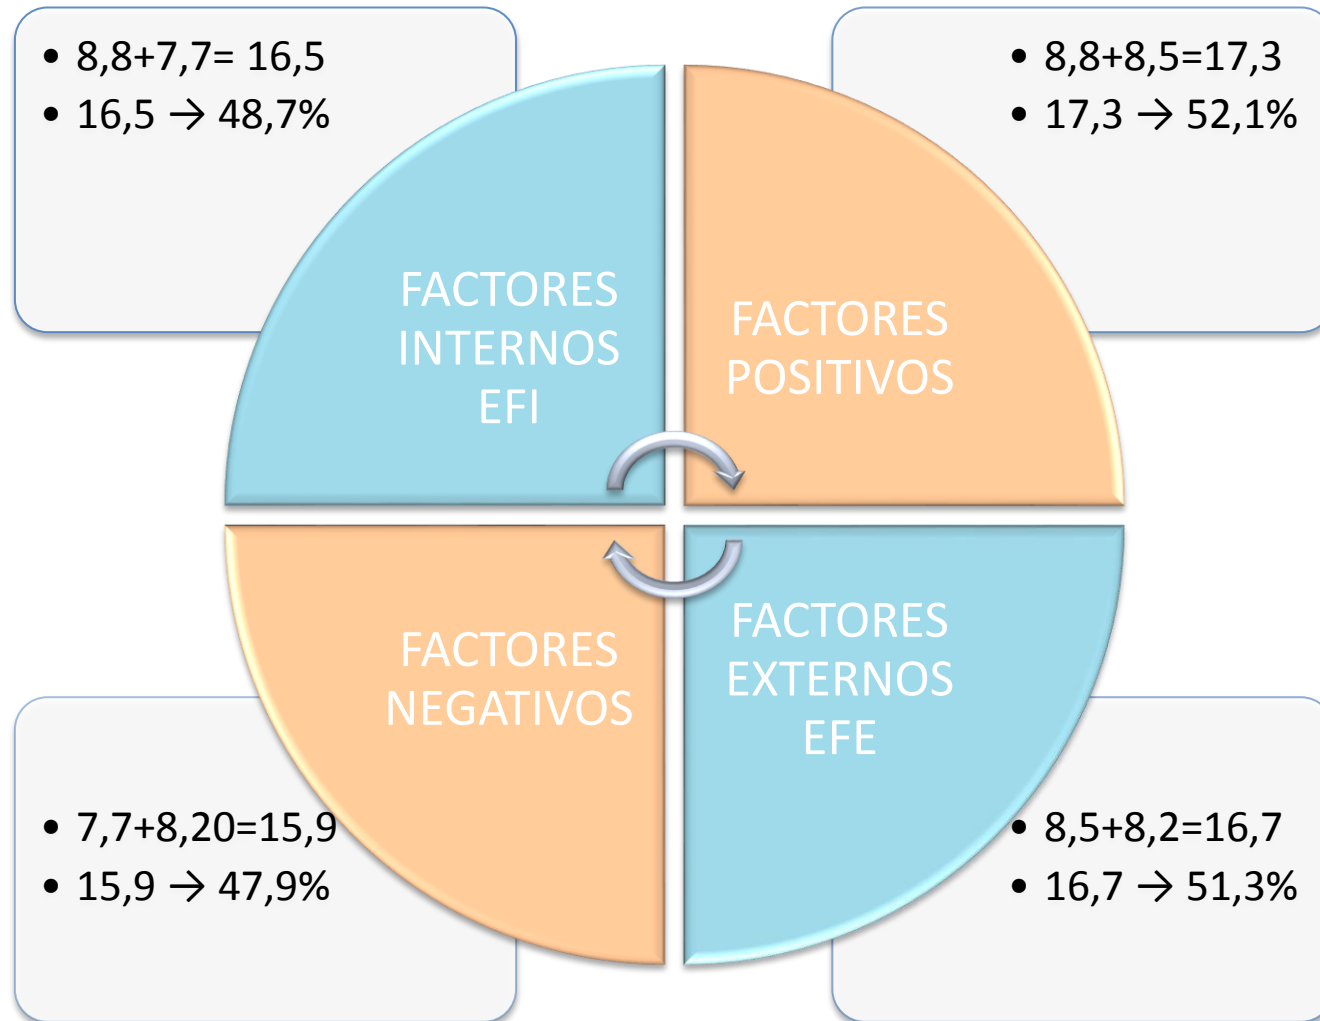 • 8,8+7,7= 16,5
• 16,5 → 48,7%
• 8,8+8,5=17,3
• 17,3 → 52,1%
FACTORES
INTERNOS
EFI
FACTORES
POSITIVOS
FACTORES
NEGATIVOS
FACTORES
EXTERNOS
EFE
• 7,7+8,20=15,9
• 15,9 → 47,9%
• 8,5+8,2=16,7
• 16,7 → 51,3%